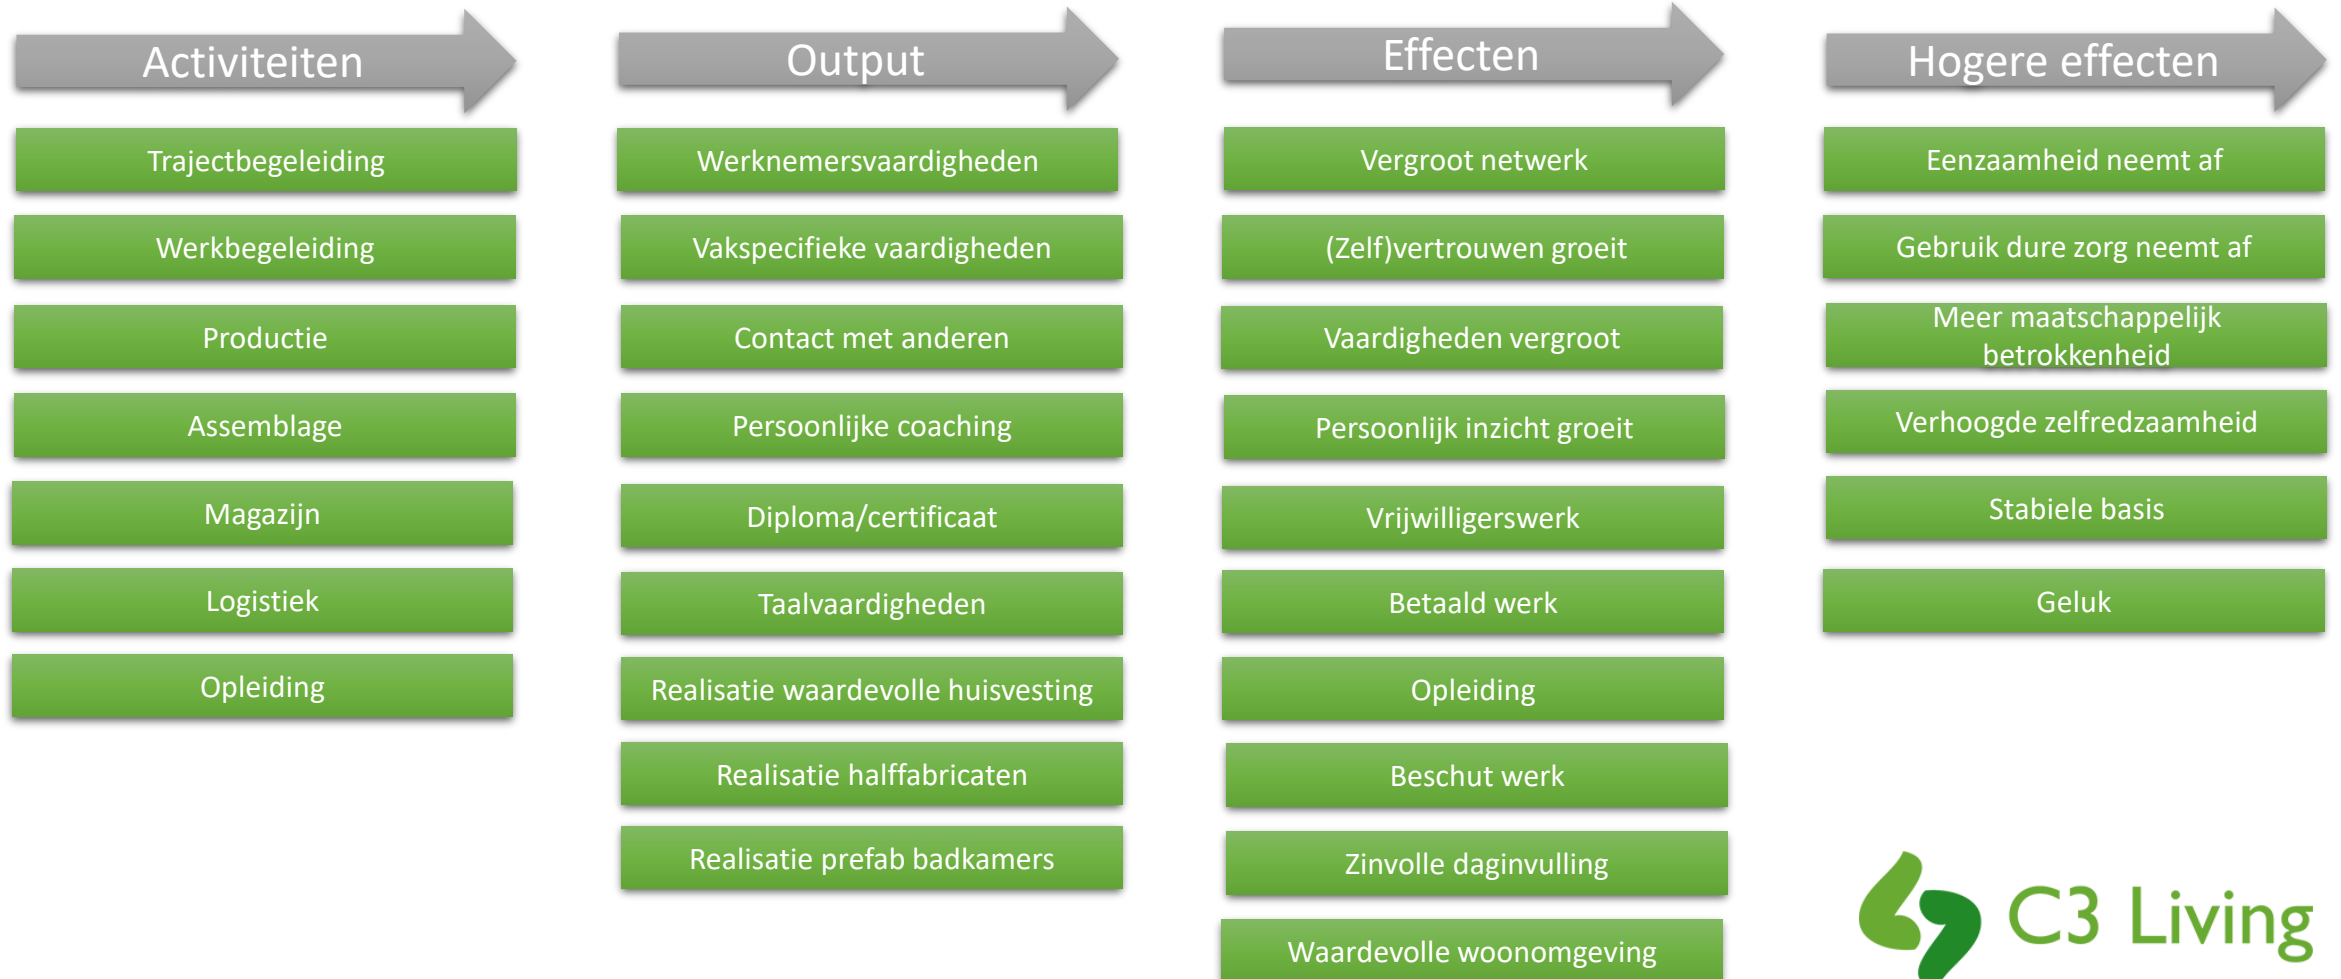 Activiteiten
Trajectbegeleiding
Werkbegeleiding
Productie
Assemblage
Magazijn
Logistiek
Opleiding
Output
Werknemersvaardigheden
Vakspecifieke vaardigheden
Contact met anderen
Persoonlijke coaching
Diploma/certificaat
Taalvaardigheden
Realisatie waardevolle huisvesting
Realisatie halffabricaten
Realisatie prefab badkamers
Effecten
Vergroot netwerk
(Zelf)vertrouwen groeit
Vaardigheden vergroot
Persoonlijk inzicht groeit
Vrijwilligerswerk
Betaald werk
Opleiding
Beschut werk
Zinvolle daginvulling
Waardevolle woonomgeving
Hogere effecten
Eenzaamheid neemt af
Gebruik dure zorg neemt af
Meer maatschappelijk
betrokkenheid
Verhoogde zelfredzaamheid
Stabiele basis
Geluk
C3 Living